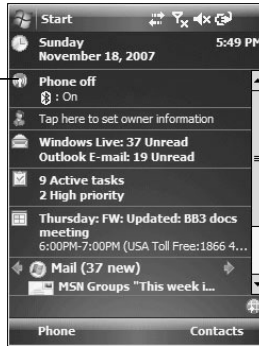 Start
Sunday 5:49 PM
November 18, 2007
Phone off
: On
Tap here to set owner information
Windows Live: 37 Unread
Outlook E-mail: 19 Unread
9 Active tasks
2 High priority
Thursday: FW: Updated: BB3 docs
meeting
6:00PM-7:00PM (USA Toll Free:1866 4...
Mail (37 new)
MSN Groups "This week i...
Phone Contacts